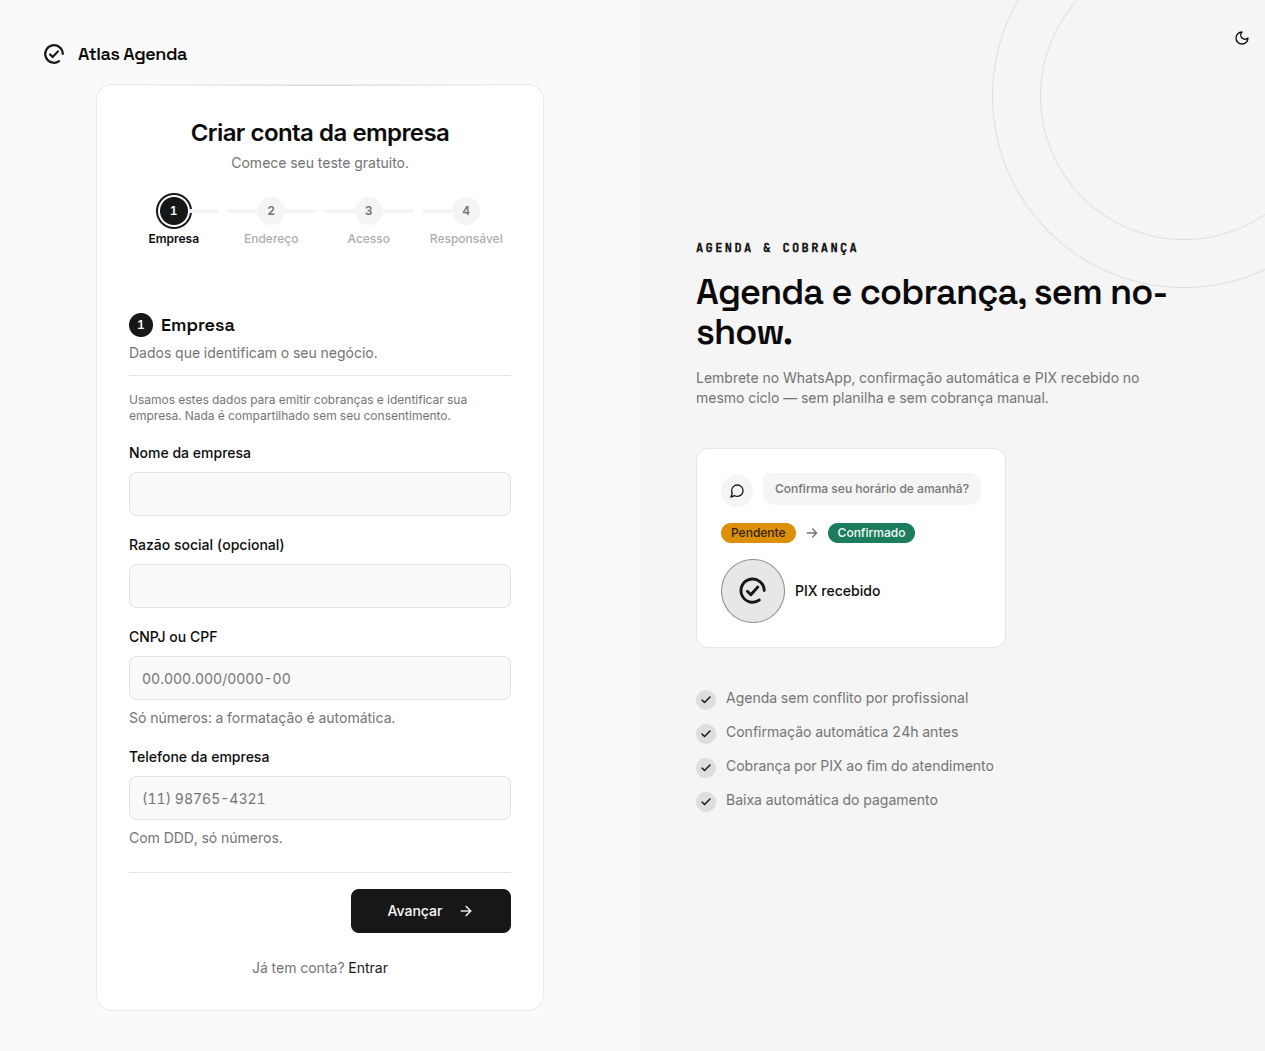 Atlas Agenda
Criar conta da empresa
Comece seu teste gratuito.
1 2 3 4
Empresa Endereço Acesso Responsável
1 Empresa
Dados que identificam o seu negócio.
Usamos estes dados para emitir cobranças e identificar sua
empresa. Nada é compartilhado sem seu consentimento.
Nome da empresa
Razão social (opcional)
CNPJ ou CPF
00.000.000/0000-00
Só números: a formatação é automática.
Telefone da empresa
(11) 98765-4321
Com DDD, só números.
Avançar
Já tem conta? Entrar
AGENDA & COBRANÇA
Agenda e cobrança, sem no-
show.
Lembrete no WhatsApp, confirmação automática e PIX recebido no
mesmo ciclo — sem planilha e sem cobrança manual.
Confirma seu horário de amanhã?
Pendente → Confirmado
PIX recebido
Agenda sem conflito por profissional
Confirmação automática 24h antes
Cobrança por PIX ao fim do atendimento
Baixa automática do pagamento